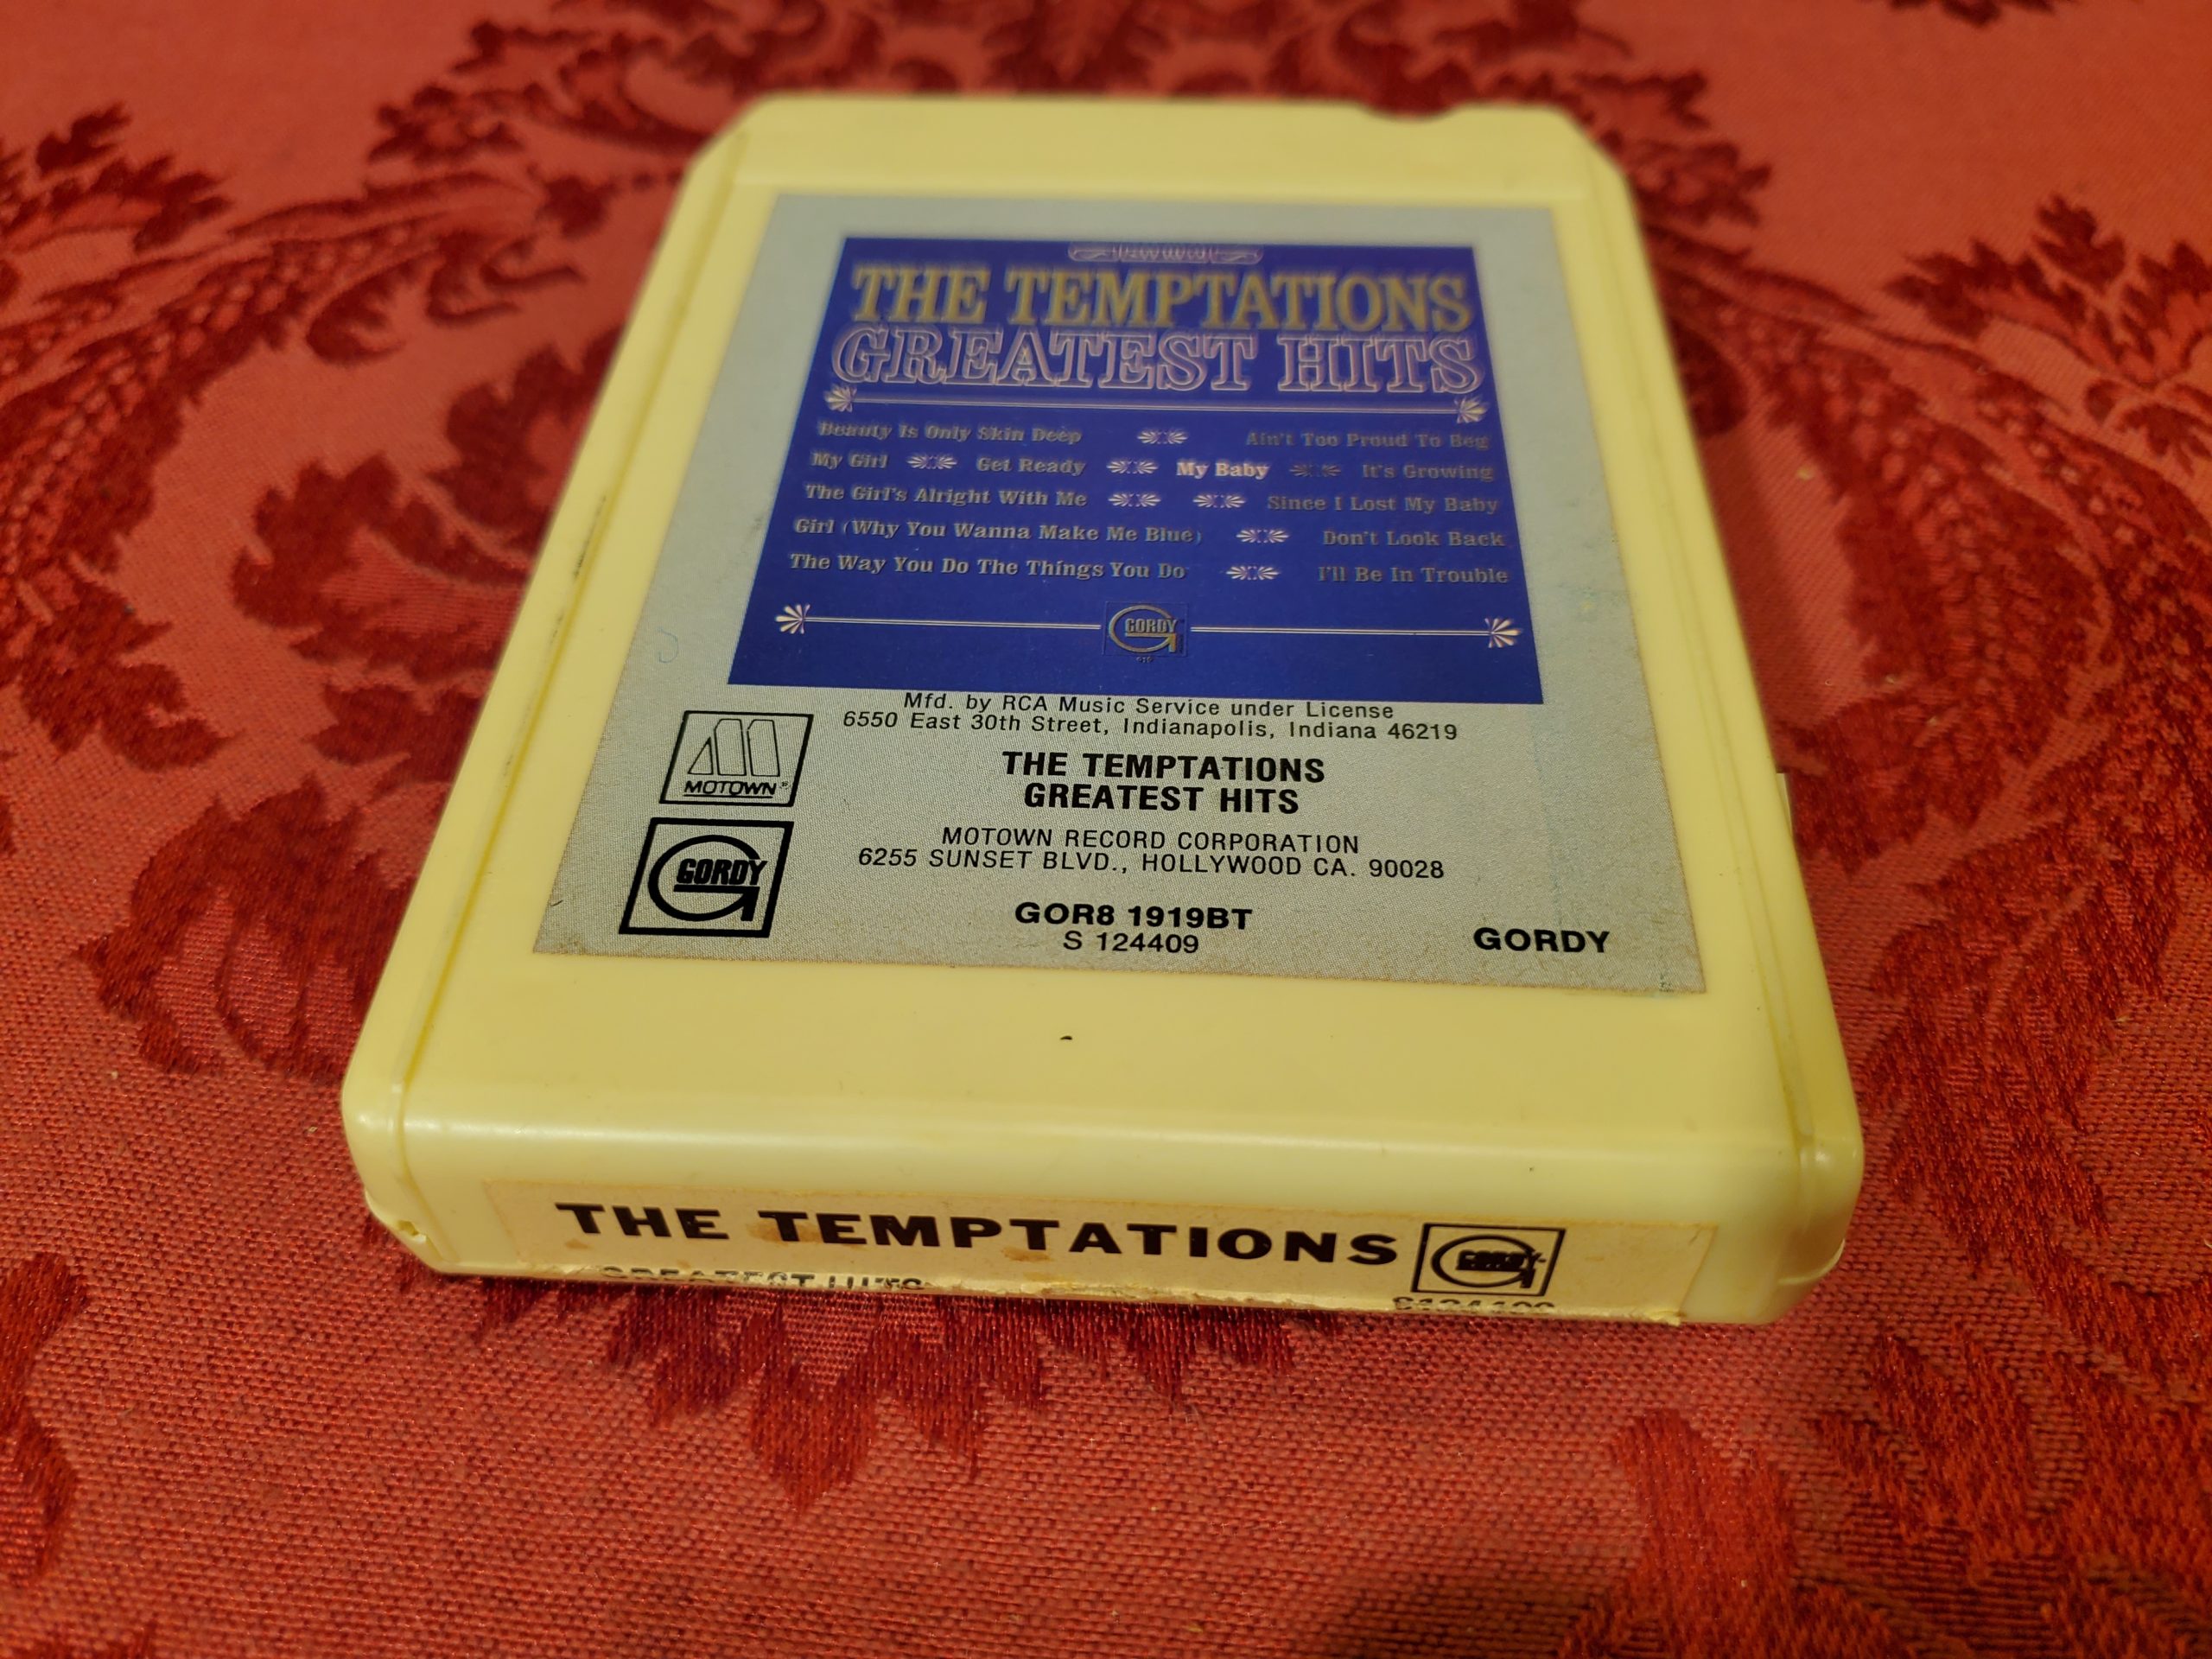 THE TEMPTATIONS
GREATEST HITS
Beauty Is Only Skin Deep Ain't Too Proud To Beg
My Girl Get Ready My Baby It's Growing
The Girl's Alright With Me Since I Lost My Baby
Girl (Why You Wanna Make Me Blue) Don't Look Back
The Way You Do The Things You Do I'll Be In Trouble
GORDY
Mfd. by RCA Music Service under License
6550 East 30th Street, Indianapolis, Indiana 46219
MOTOWN®
THE TEMPTATIONS
GREATEST HITS
MOTOWN RECORD CORPORATION
6255 SUNSET BLVD., HOLLYWOOD CA. 90028
GORDY
GOR8 1919BT
S 124409
GORDY
THE TEMPTATIONS
GORDY
GREATEST HITS
S124409